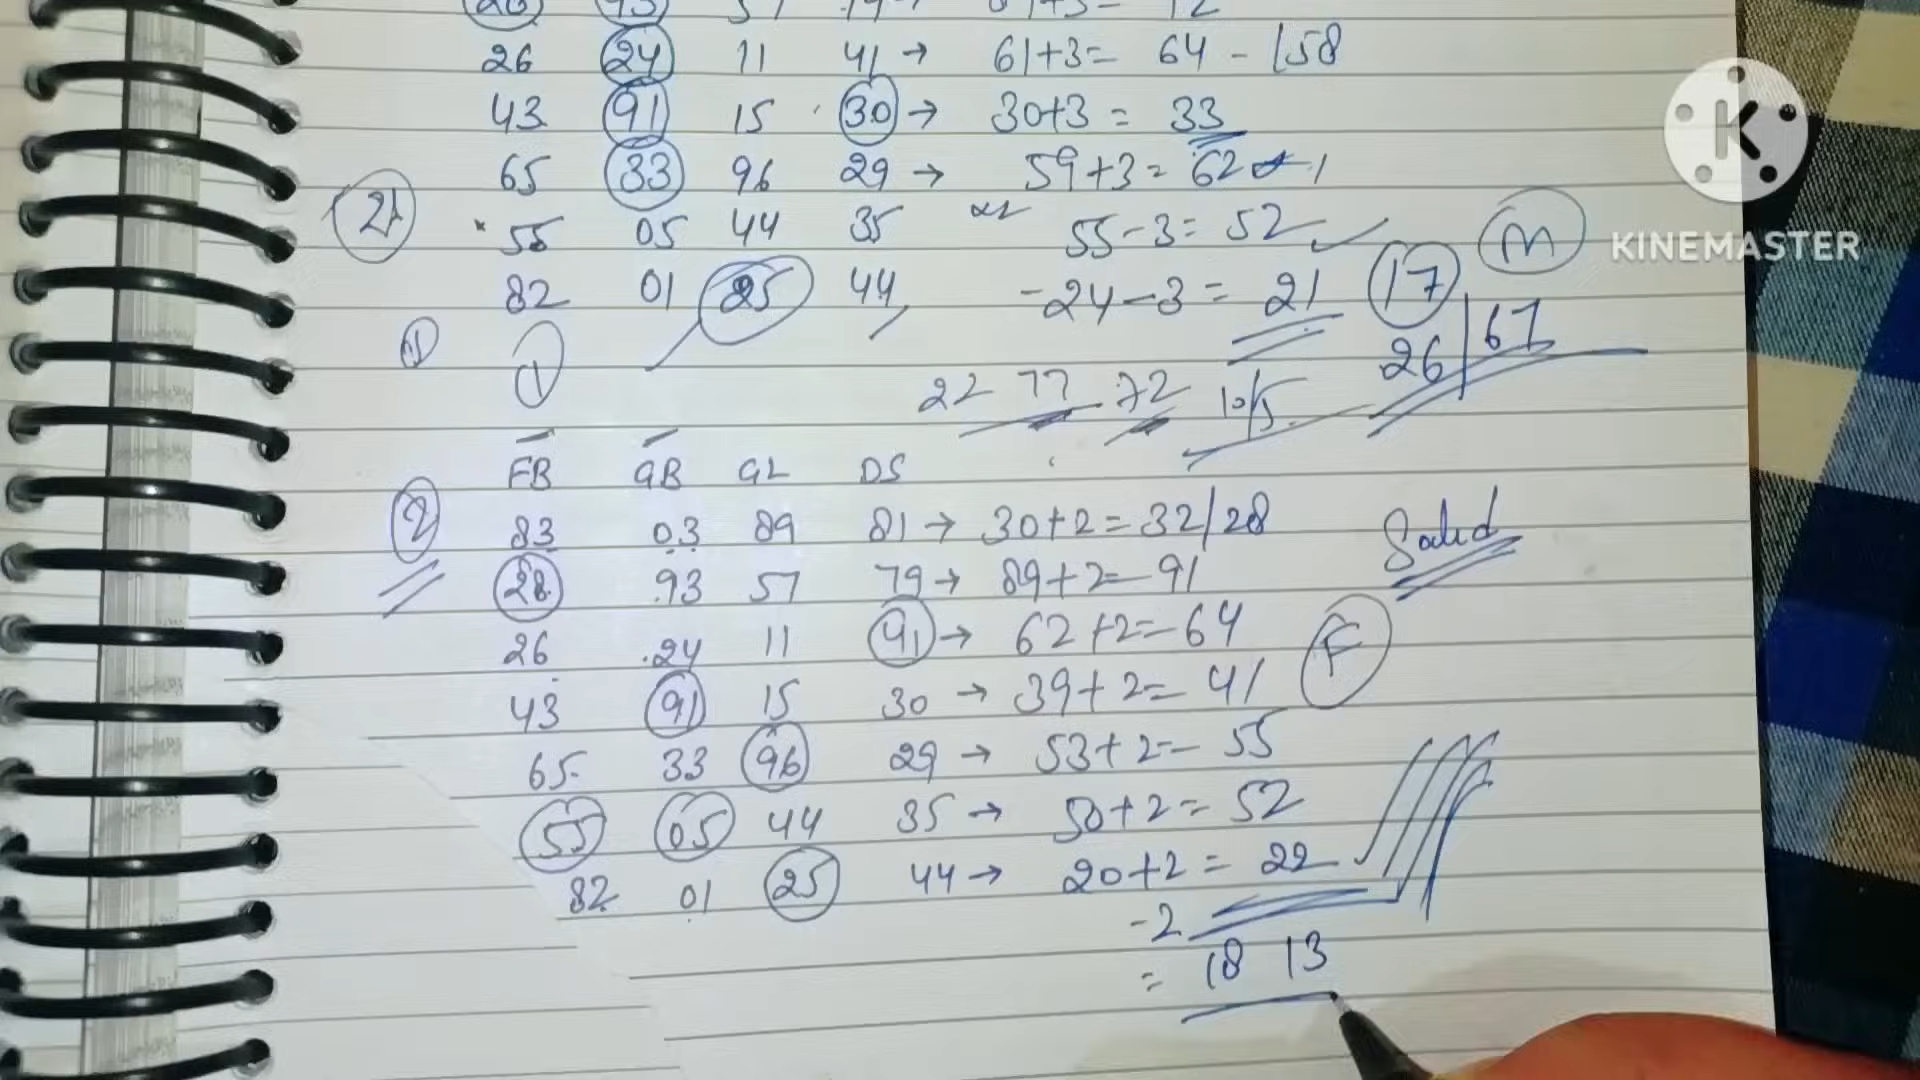 26 24 11 41 → 61+3= 64 - 158
43 91 15 30 → 30+3 = 33
65 33 96 29 → 59+3= 62 1
21 55 05 44 35 55-3= 52
82 01 25 44 -24-3 = 21 17 M
1 26|67
22 77 72 10/5
FB GB GL DS
2 83 03 89 81 → 30+2=32/28
28 93 57 79 → 89+2=91
26 24 11 41 → 62+2=64 F
43 91 15 30 → 39+2= 41
65 33 96 29 → 53+2= 55
55 05 44 35 → 50+2= 52
82 01 25 44 → 20+2= 22
-2
= 18 13
K
KINEMASTER